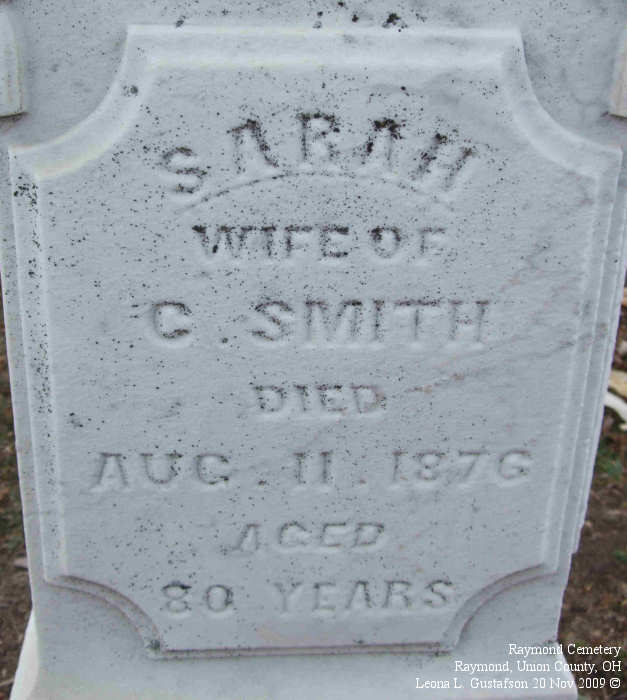 SARAH
WIFE OF
C. SMITH
DIED
AUG. 11. 1876
AGED
80 YEARS
Raymond Cemetery
Raymond, Union County, OH
Leona L. Gustafson 20 Nov 2009 ©